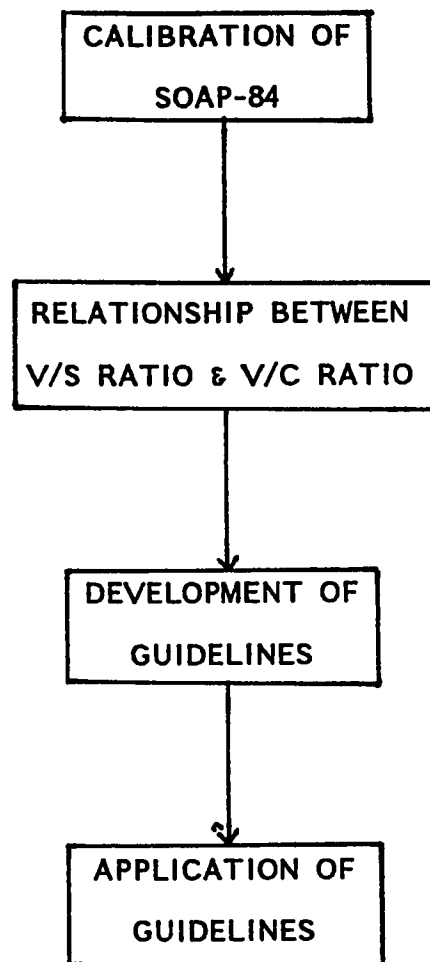 CALIBRATION OF
SOAP-84
RELATIONSHIP BETWEEN
V/S RATIO & V/C RATIO
DEVELOPMENT OF
GUIDELINES
APPLICATION OF
GUIDELINES